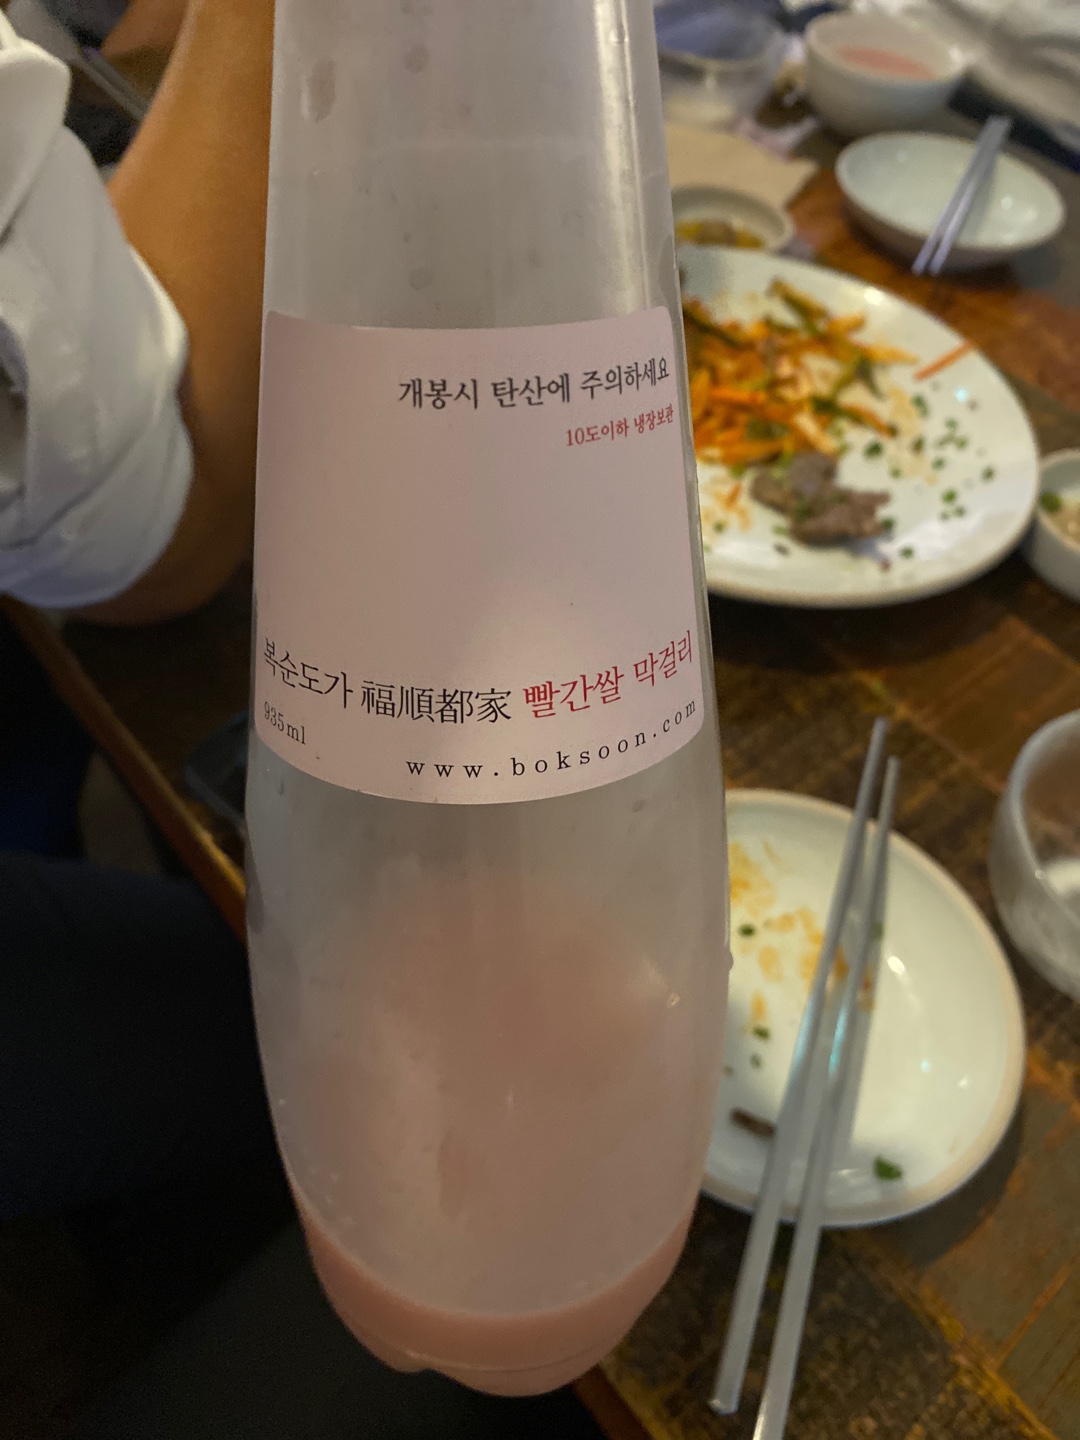 개봉시 탄산에 주의하세요
10도이하 냉장보관
복순도가 福順都家 빨간쌀 막걸리
935ml
www.boksoon.com